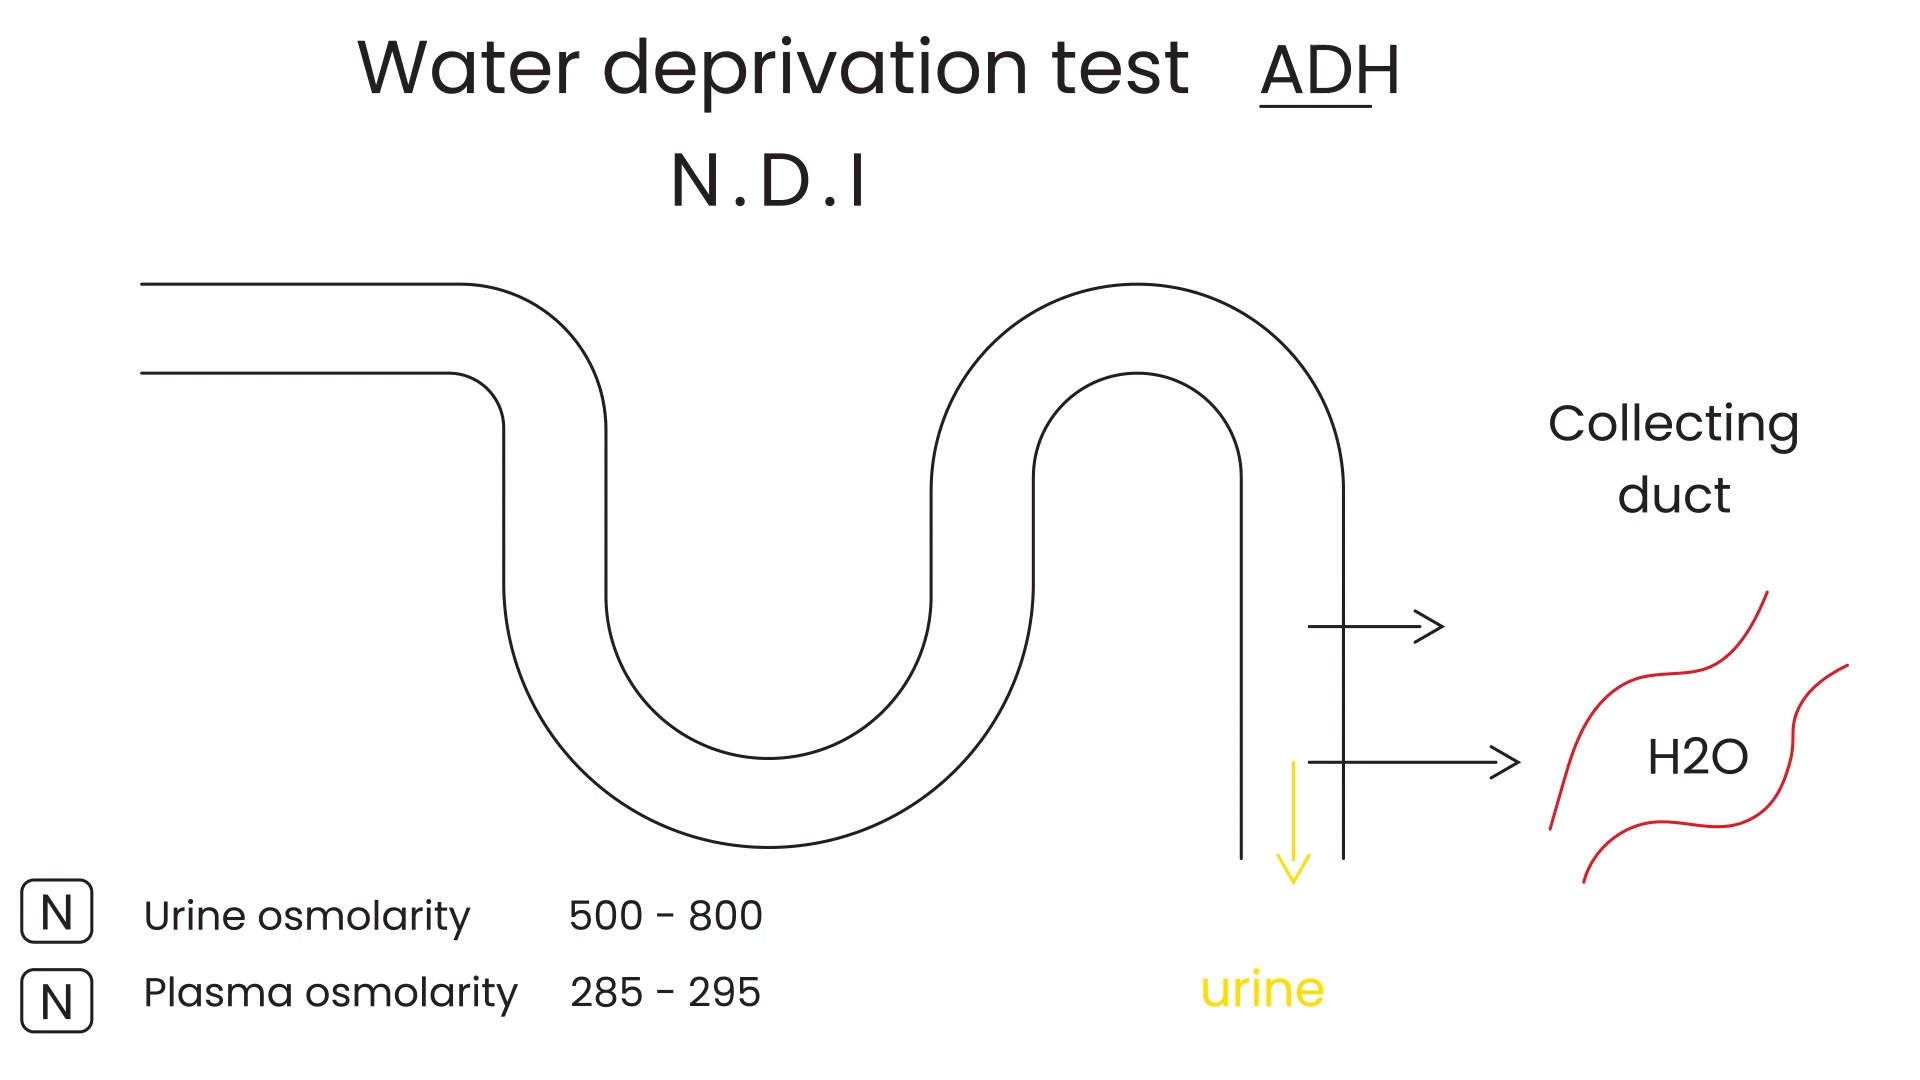 Water deprivation test ADH
N.D.I
Collecting
duct
H2O
N Urine osmolarity 500 - 800
N Plasma osmolarity 285 - 295
urine